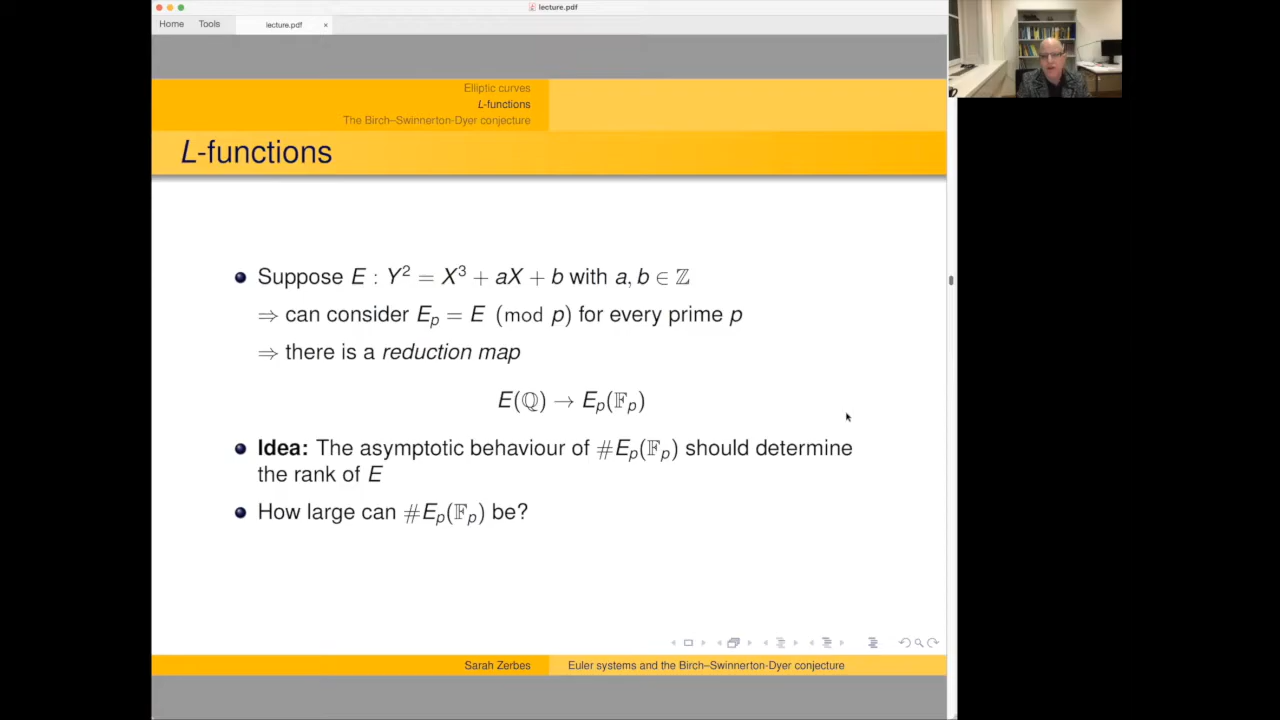 lecture.pdf
Home Tools lecture.pdf ×
Elliptic curves
L-functions
The Birch–Swinnerton-Dyer conjecture
L-functions
Suppose E : Y² = X³ + aX + b with a, b ∈ ℤ
⇒ can consider Eₚ = E (mod p) for every prime p
⇒ there is a reduction map
E(ℚ) → Eₚ(𝔽ₚ)
Idea: The asymptotic behaviour of #Eₚ(𝔽ₚ) should determine
the rank of E
How large can #Eₚ(𝔽ₚ) be?
Sarah Zerbes Euler systems and the Birch–Swinnerton-Dyer conjecture